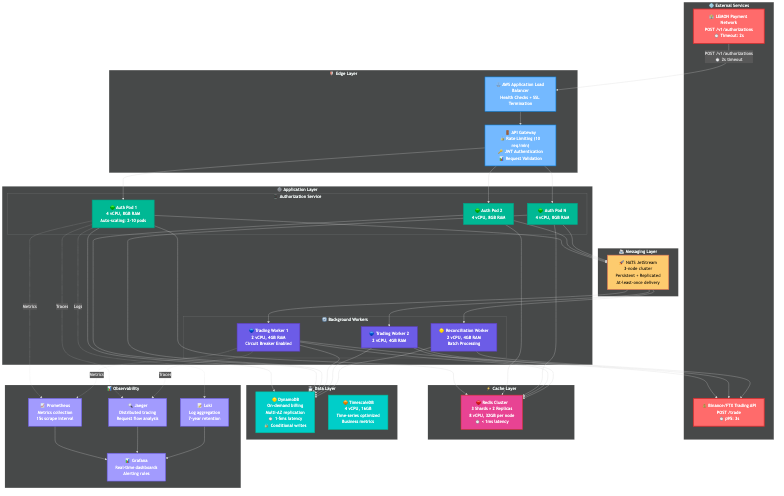 External Services
LEMON Payment
Network
POST /v1/authorizations
Timeout: 2s
POST /v1/authorizations
2s timeout
Edge Layer
AWS Application Load
Balancer
Health Checks + SSL
Termination
API Gateway
Rate Limiting (10
req/min)
JWT Authentication
Request Validation
Application Layer
Authorization Service
Auth Pod 1
4 vCPU, 8GB RAM
Auto-scaling: 2-10 pods
Auth Pod 2
4 vCPU, 8GB RAM
Auth Pod N
4 vCPU, 8GB RAM
Messaging Layer
NATS JetStream
3-node cluster
Persistent + Replicated
At-least-once delivery
Metrics
Traces
Logs
Background Workers
Trading Worker 1
2 vCPU, 4GB RAM
Circuit Breaker Enabled
Trading Worker 2
2 vCPU, 4GB RAM
Reconciliation Worker
2 vCPU, 4GB RAM
Batch Processing
Metrics
Traces
Observability
Prometheus
Metrics collection
15s scrape interval
Jaeger
Distributed tracing
Request flow analysis
Loki
Log aggregation
7-year retention
Grafana
Real-time dashboards
Alerting rules
Data Layer
DynamoDB
On-demand billing
Multi-AZ replication
1-5ms latency
Conditional writes
TimescaleDB
4 vCPU, 16GB
Time-series optimized
Business metrics
Cache Layer
Redis Cluster
3 Shards × 2 Replicas
8 vCPU, 32GB per node
< 1ms latency
Binance/FTX Trading API
POST /trade